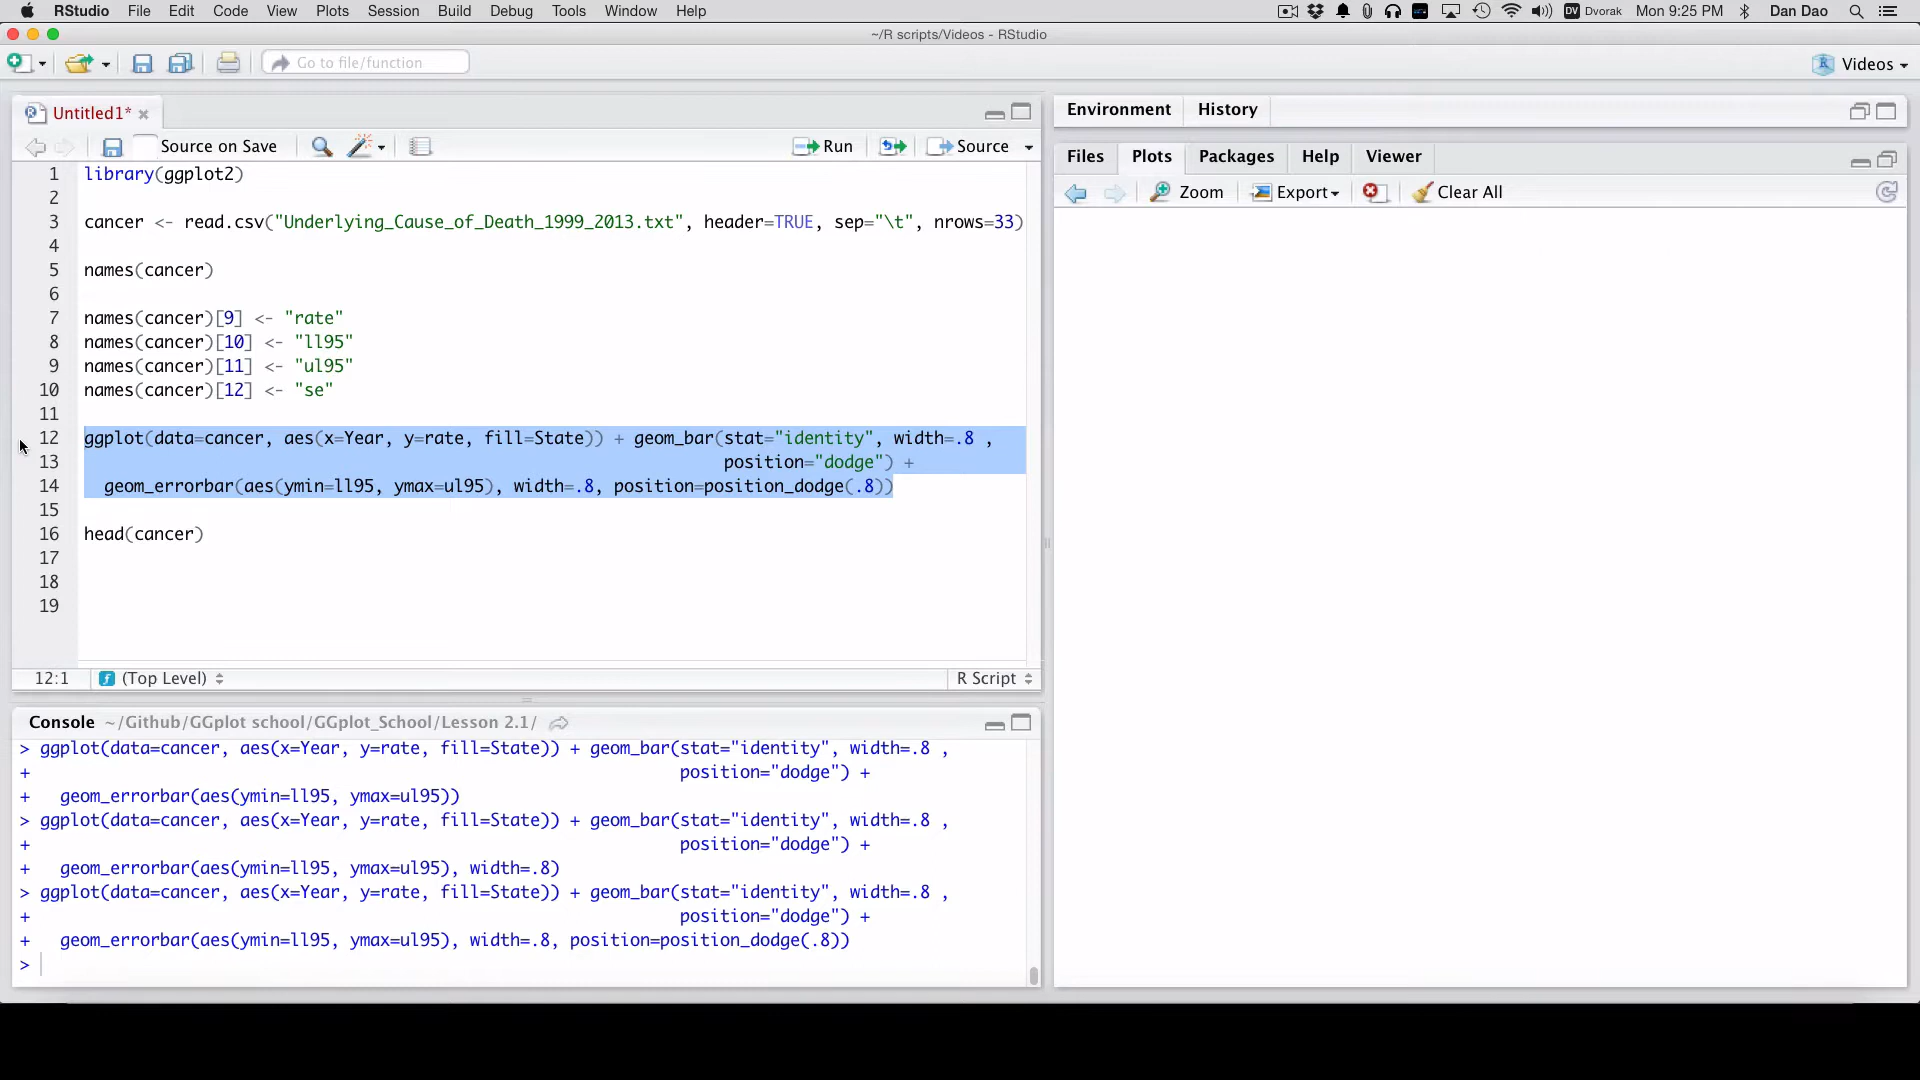 RStudio File Edit Code View Plots Session Build Debug Tools Window Help DV Dvorak Mon 9:25 PM Dan Dao
~/R scripts/Videos - RStudio
Go to file/function Videos
Untitled1*
Source on Save Run Source
1 library(ggplot2)
2
3 cancer <- read.csv("Underlying_Cause_of_Death_1999_2013.txt", header=TRUE, sep="\t", nrows=33)
4
5 names(cancer)
6
7 names(cancer)[9] <- "rate"
8 names(cancer)[10] <- "ll95"
9 names(cancer)[11] <- "ul95"
10 names(cancer)[12] <- "se"
11
12 ggplot(data=cancer, aes(x=Year, y=rate, fill=State)) + geom_bar(stat="identity", width=.8 ,
13 position="dodge") +
14 geom_errorbar(aes(ymin=ll95, ymax=ul95), width=.8, position=position_dodge(.8))
15
16 head(cancer)
17
18
19
12:1 (Top Level) R Script
Console ~/Github/GGplot school/GGplot_School/Lesson 2.1/
> ggplot(data=cancer, aes(x=Year, y=rate, fill=State)) + geom_bar(stat="identity", width=.8 ,
+ position="dodge") +
+ geom_errorbar(aes(ymin=ll95, ymax=ul95))
> ggplot(data=cancer, aes(x=Year, y=rate, fill=State)) + geom_bar(stat="identity", width=.8 ,
+ position="dodge") +
+ geom_errorbar(aes(ymin=ll95, ymax=ul95), width=.8)
> ggplot(data=cancer, aes(x=Year, y=rate, fill=State)) + geom_bar(stat="identity", width=.8 ,
+ position="dodge") +
+ geom_errorbar(aes(ymin=ll95, ymax=ul95), width=.8, position=position_dodge(.8))
>
Environment History
Files Plots Packages Help Viewer
Zoom Export Clear All